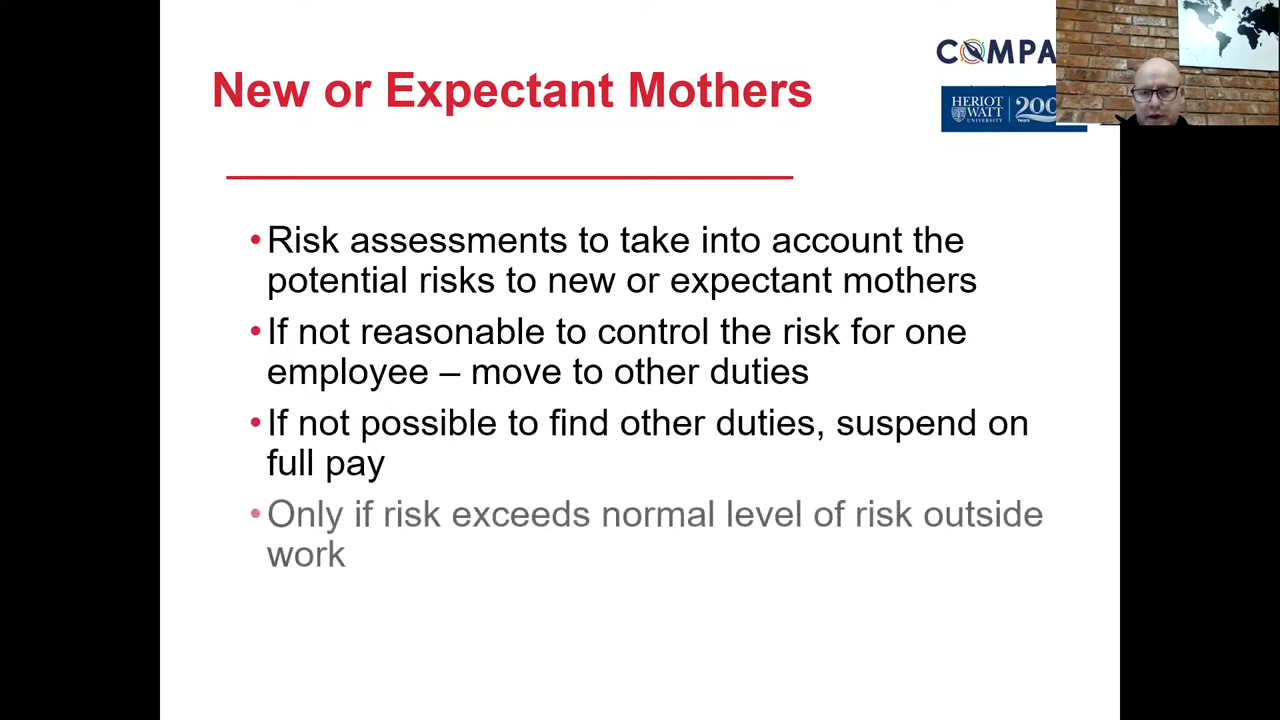 New or Expectant Mothers
COMPA
HERIOT
WATT
UNIVERSITY
200
Years
•Risk assessments to take into account the
potential risks to new or expectant mothers
•If not reasonable to control the risk for one
employee – move to other duties
•If not possible to find other duties, suspend on
full pay
•Only if risk exceeds normal level of risk outside
work